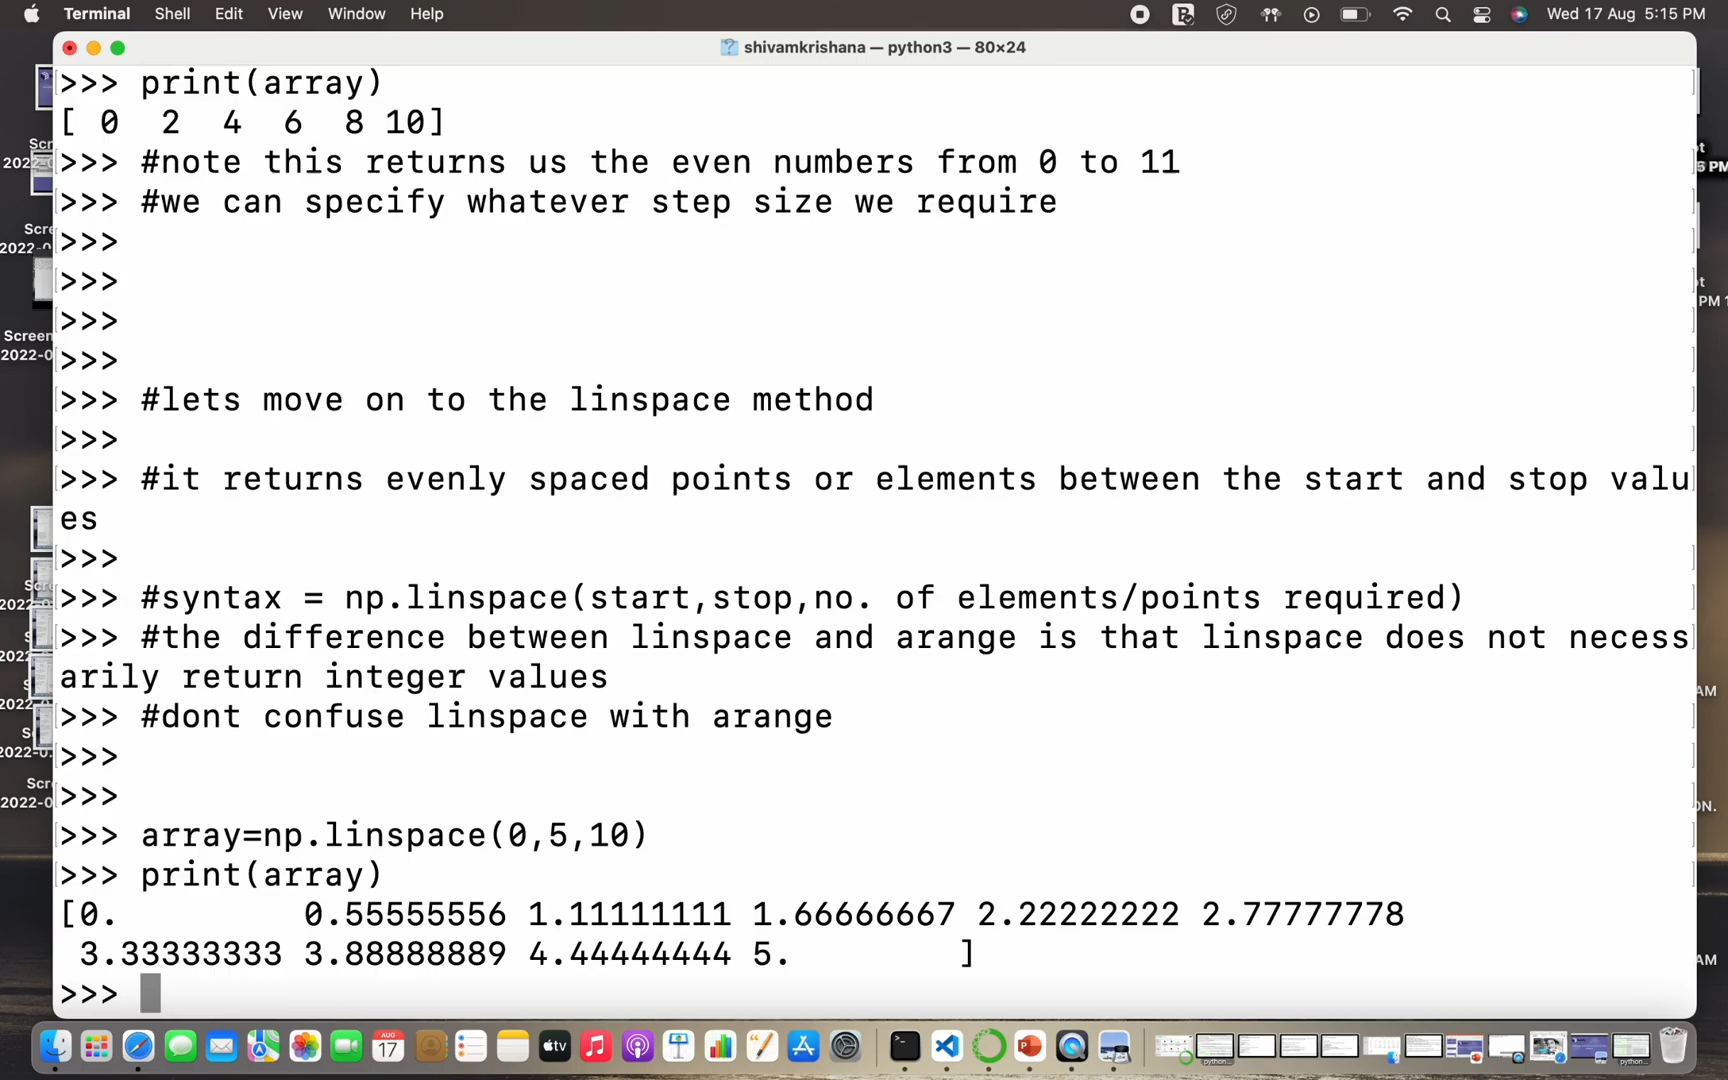 Terminal Shell Edit View Window Help Wed 17 Aug 5:15 PM
shivamkrishana — python3 — 80×24
>>> print(array)
[ 0  2  4  6  8 10]
>>> #note this returns us the even numbers from 0 to 11
>>> #we can specify whatever step size we require
>>>
>>>
>>>
>>>
>>> #lets move on to the linspace method
>>>
>>> #it returns evenly spaced points or elements between the start and stop valu
es
>>>
>>> #syntax = np.linspace(start,stop,no. of elements/points required)
>>> #the difference between linspace and arange is that linspace does not necess
arily return integer values
>>> #dont confuse linspace with arange
>>>
>>>
>>> array=np.linspace(0,5,10)
>>> print(array)
[0.         0.55555556 1.11111111 1.66666667 2.22222222 2.77777778
 3.33333333 3.88888889 4.44444444 5.        ]
>>>